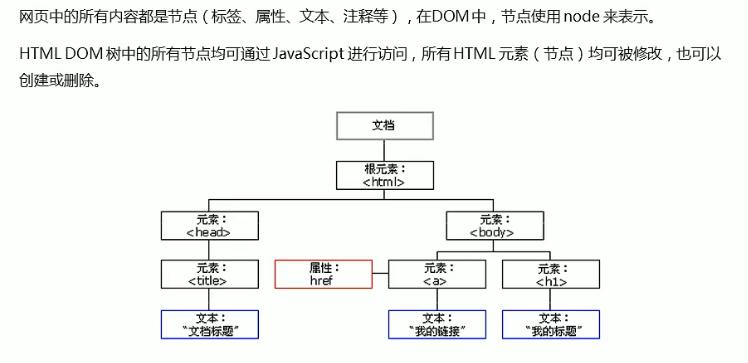 网页中的所有内容都是节点（标签、属性、文本、注释等），在DOM中，节点使用node来表示。
HTML DOM 树中的所有节点均可通过 JavaScript 进行访问，所有 HTML 元素（节点）均可被修改，也可以
创建或删除。
文档
根元素：
<html>
元素：
<head>
元素：
<body>
元素：
<title>
属性：
href
元素：
<a>
元素：
<h1>
文本：
"文档标题"
文本：
"我的链接"
文本：
"我的标题"